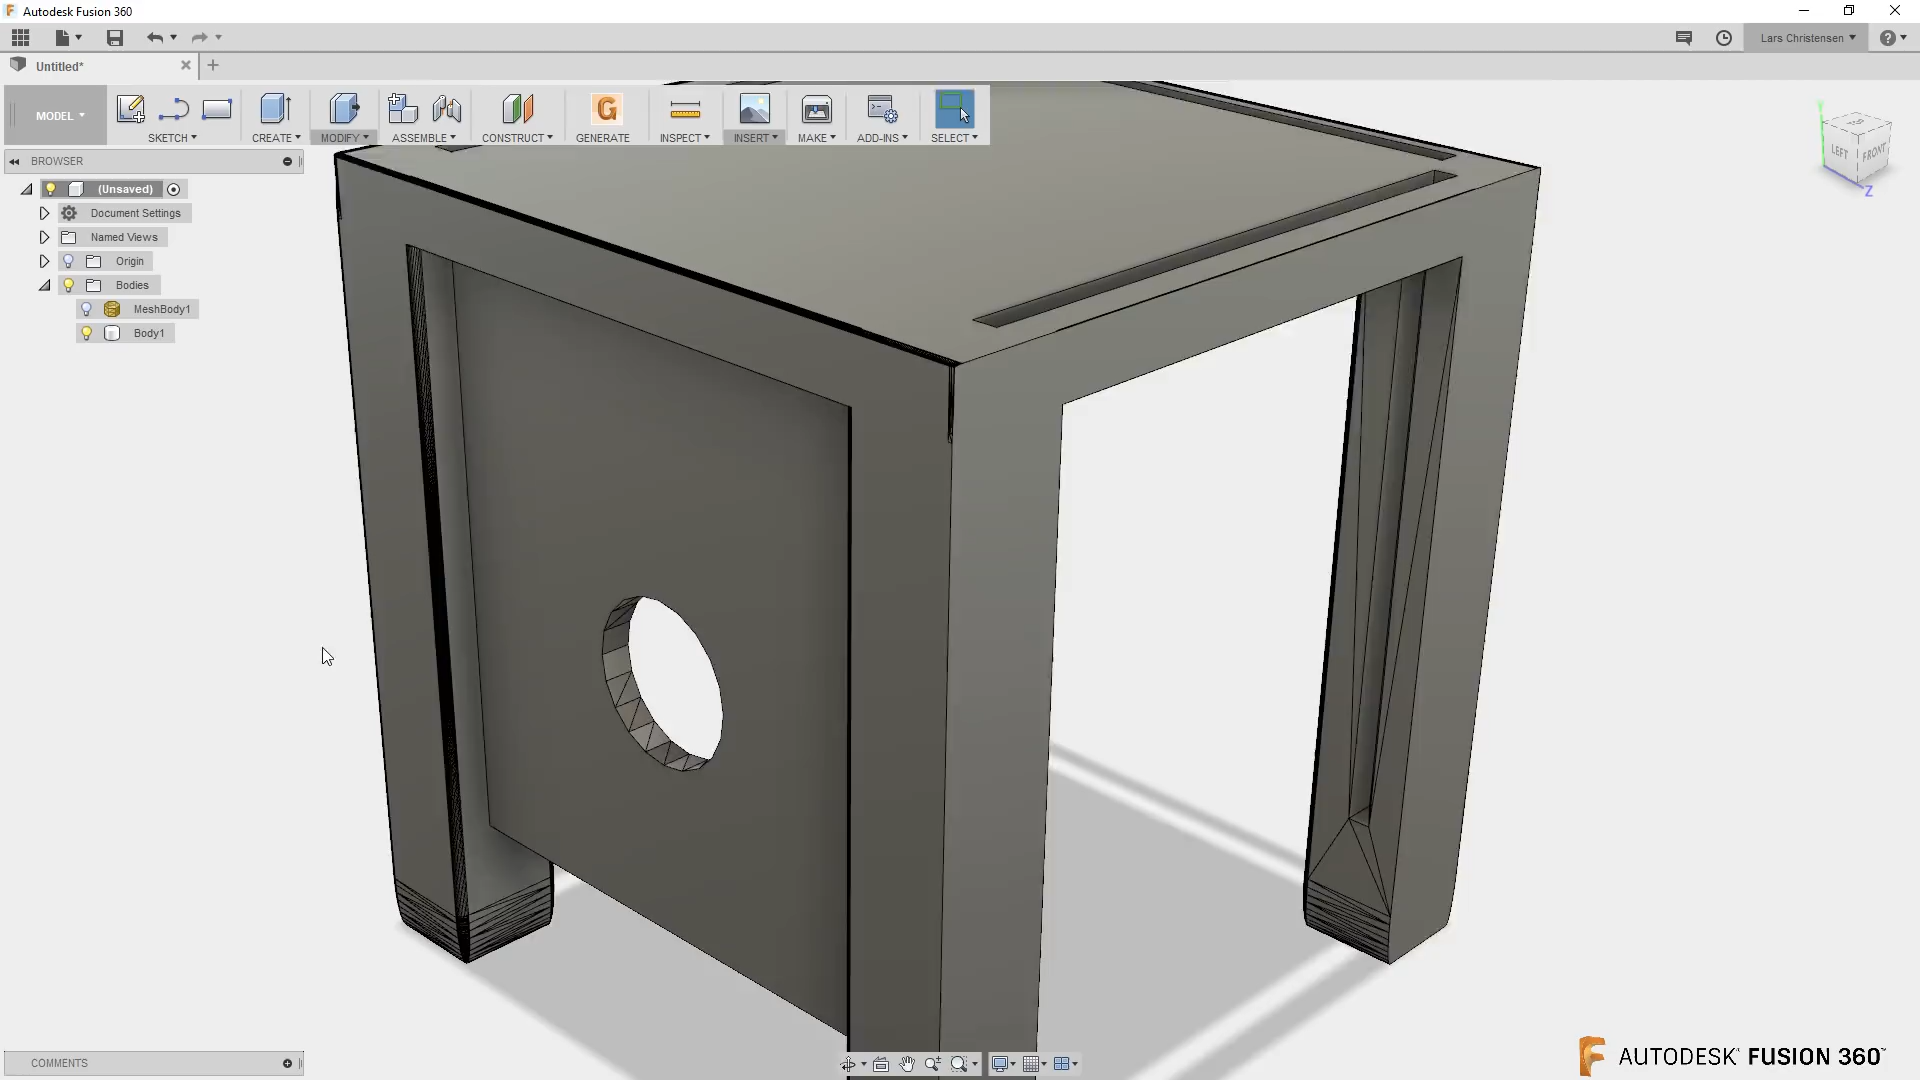 Autodesk Fusion 360
Lars Christensen
Untitled*
MODEL
SKETCH
CREATE
MODIFY
ASSEMBLE
CONSTRUCT
GENERATE
INSPECT
INSERT
MAKE
ADD-INS
SELECT
BROWSER
(Unsaved)
Document Settings
Named Views
Origin
Bodies
MeshBody1
Body1
LEFT
FRONT
Z
COMMENTS
AUTODESK® FUSION 360™